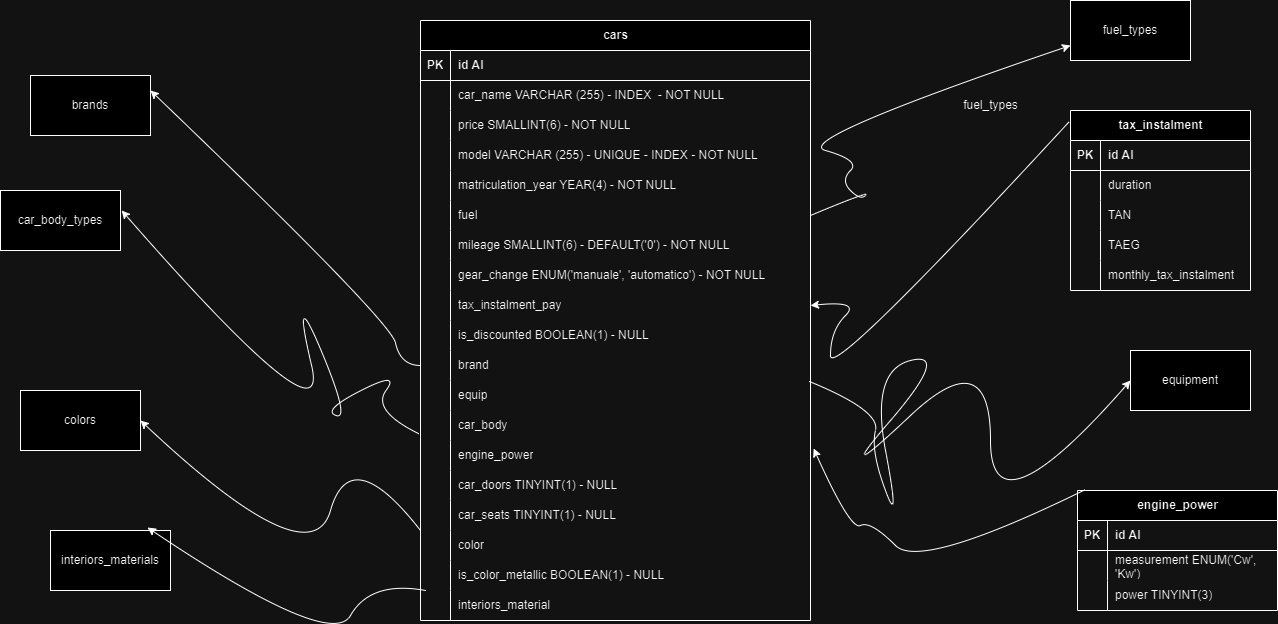 cars
PK id AI
car_name VARCHAR (255) - INDEX  - NOT NULL
price SMALLINT(6) - NOT NULL
model VARCHAR (255) - UNIQUE - INDEX - NOT NULL
matriculation_year YEAR(4) - NOT NULL
fuel
mileage SMALLINT(6) - DEFAULT('0') - NOT NULL
gear_change ENUM('manuale', 'automatico') - NOT NULL
tax_instalment_pay
is_discounted BOOLEAN(1) - NULL
brand
equip
car_body
engine_power
car_doors TINYINT(1) - NULL
car_seats TINYINT(1) - NULL
color
is_color_metallic BOOLEAN(1) - NULL
interiors_material
brands
car_body_types
colors
interiors_materials
fuel_types
fuel_types
tax_instalment
PK id AI
duration
TAN
TAEG
monthly_tax_instalment
equipment
engine_power
PK id AI
measurement ENUM('Cw',
'Kw')
power TINYINT(3)